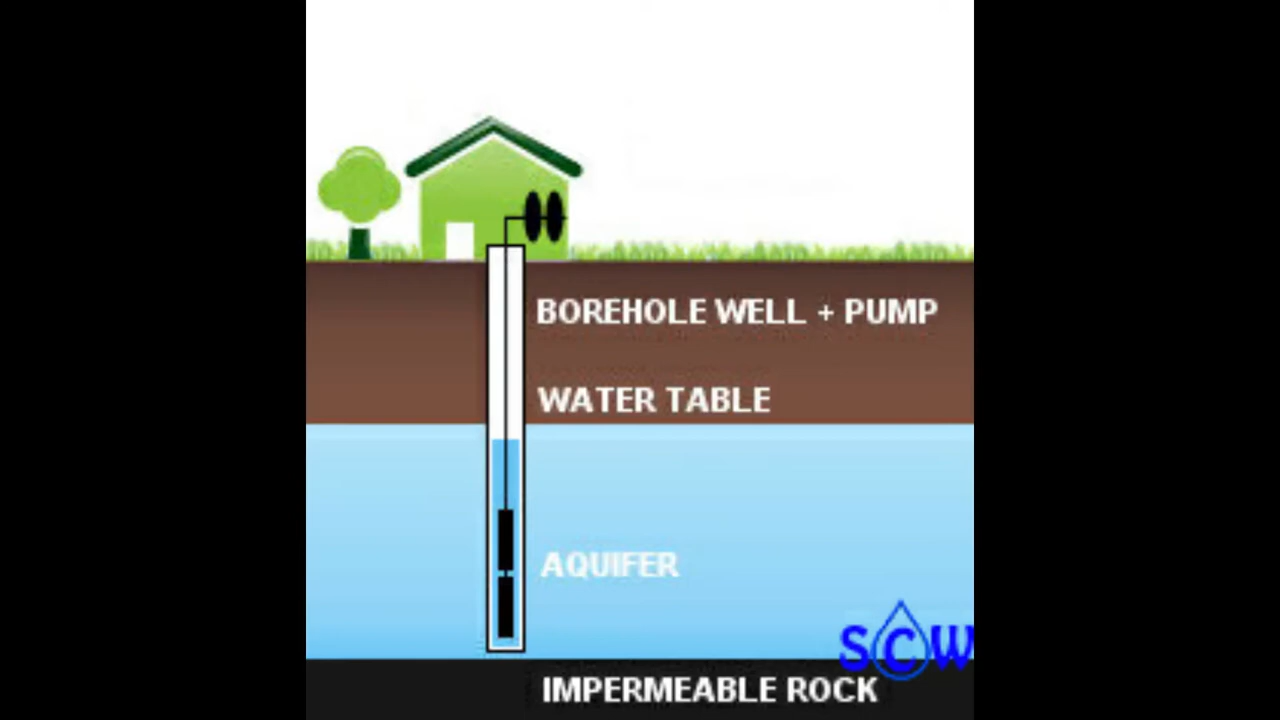 BOREHOLE WELL + PUMP
WATER TABLE
AQUIFER
SCW
IMPERMEABLE ROCK